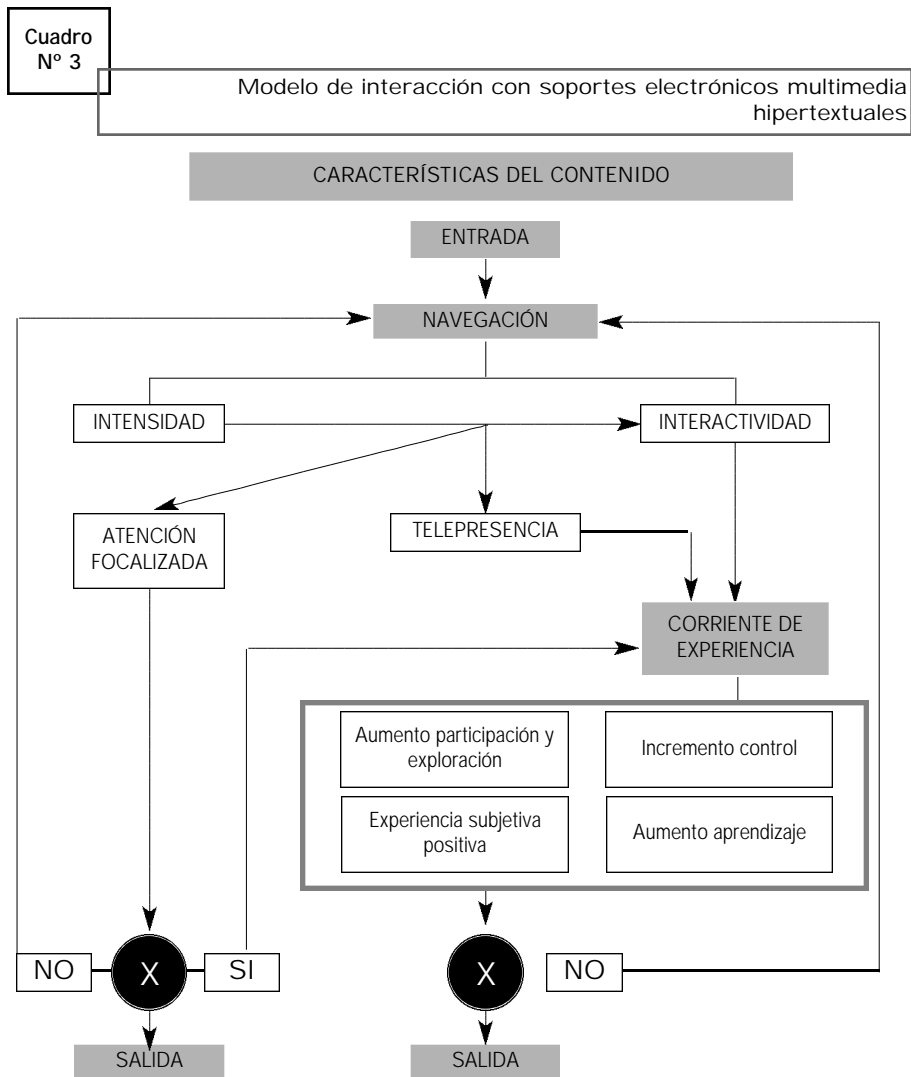 Cuadro
Nº 3
Modelo de interacción con soportes electrónicos multimedia
hipertextuales
CARACTERÍSTICAS DEL CONTENIDO
ENTRADA
NAVEGACIÓN
INTENSIDAD
INTERACTIVIDAD
ATENCIÓN
FOCALIZADA
TELEPRESENCIA
CORRIENTE DE
EXPERIENCIA
Aumento participación y
exploración
Incremento control
Experiencia subjetiva
positiva
Aumento aprendizaje
NO
X
SI
X
NO
SALIDA
SALIDA